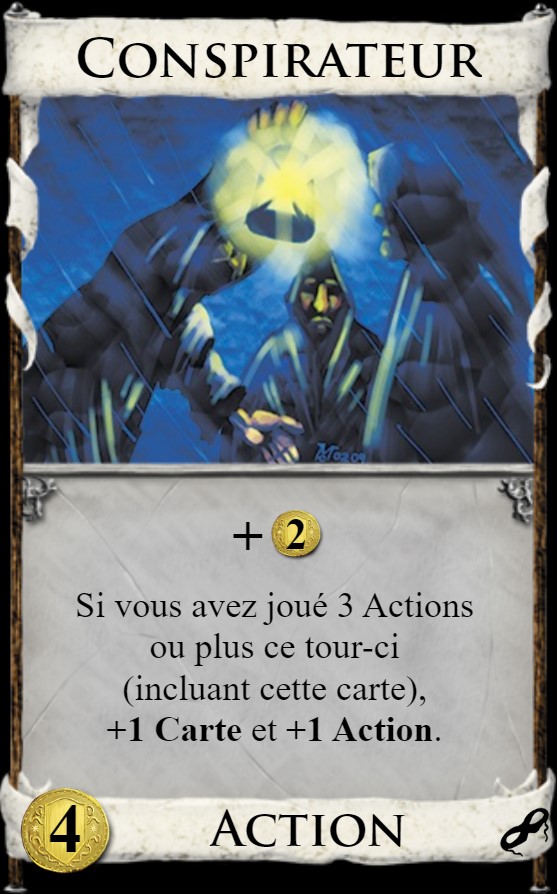 CONSPIRATEUR
+ 2
Si vous avez joué 3 Actions
ou plus ce tour-ci
(incluant cette carte),
+1 Carte et +1 Action.
4 ACTION